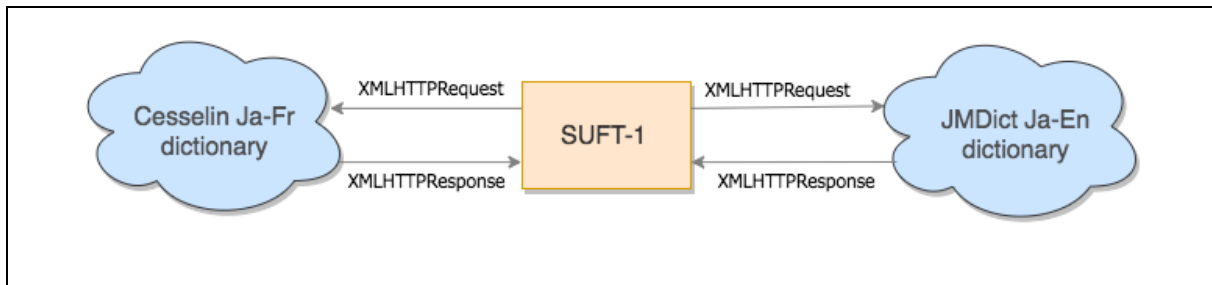 Cesselin Ja-Fr
dictionary
XMLHTTPRequest
XMLHTTPResponse
SUFT-1
XMLHTTPRequest
XMLHTTPResponse
JMDict Ja-En
dictionary